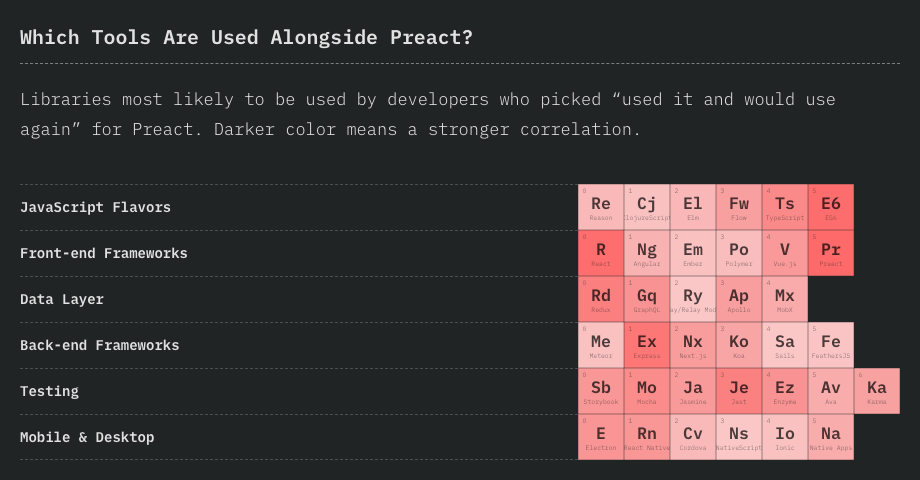 Which Tools Are Used Alongside Preact?
Libraries most likely to be used by developers who picked “used it and would use
again” for Preact. Darker color means a stronger correlation.
JavaScript Flavors
0 1 2 3 4 5
Re Cj El Fw Ts E6
Reason ClojureScript Elm Flow TypeScript ES6
Front-end Frameworks
0 1 2 3 4 5
R Ng Em Po V Pr
React Angular Ember Polymer Vue.js Preact
Data Layer
0 1 2 3 4
Rd Gq Ry Ap Mx
Redux GraphQL ay/Relay Mod Apollo MobX
Back-end Frameworks
0 1 2 3 4 5
Me Ex Nx Ko Sa Fe
Meteor Express Next.js Koa Sails FeathersJS
Testing
0 1 2 3 4 5 6
Sb Mo Ja Je Ez Av Ka
Storybook Mocha Jasmine Jest Enzyme Ava Karma
Mobile & Desktop
0 1 2 3 4 5
E Rn Cv Ns Io Na
Electron React Native Cordova NativeScript Ionic Native Apps